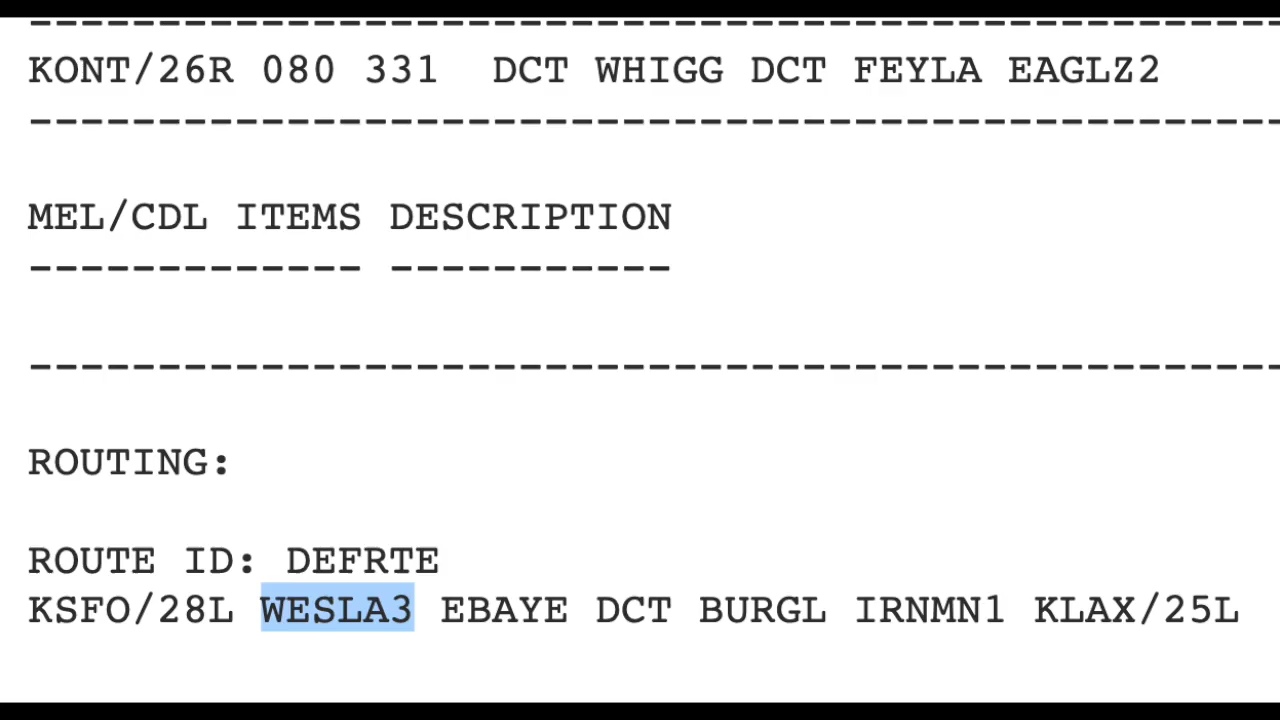 --------------------------------------------------
KONT/26R 080 331  DCT WHIGG DCT FEYLA EAGLZ2
--------------------------------------------------
MEL/CDL ITEMS DESCRIPTION
------------- -----------
--------------------------------------------------
ROUTING:
ROUTE ID: DEFRTE
KSFO/28L WESLA3 EBAYE DCT BURGL IRNMN1 KLAX/25L